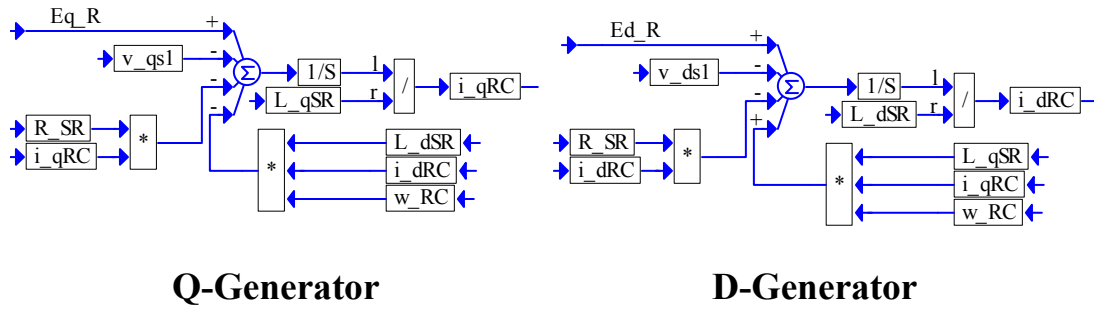 Eq_R
+
v_qs1
-
-
-
Σ
1/S
l
r
/
i_qRC
L_qSR
R_SR
i_qRC
*
*
L_dSR
i_dRC
w_RC
Q-Generator
Ed_R
+
v_ds1
-
-
+
Σ
1/S
l
r
/
i_dRC
L_dSR
R_SR
i_dRC
*
*
L_qSR
i_qRC
w_RC
D-Generator